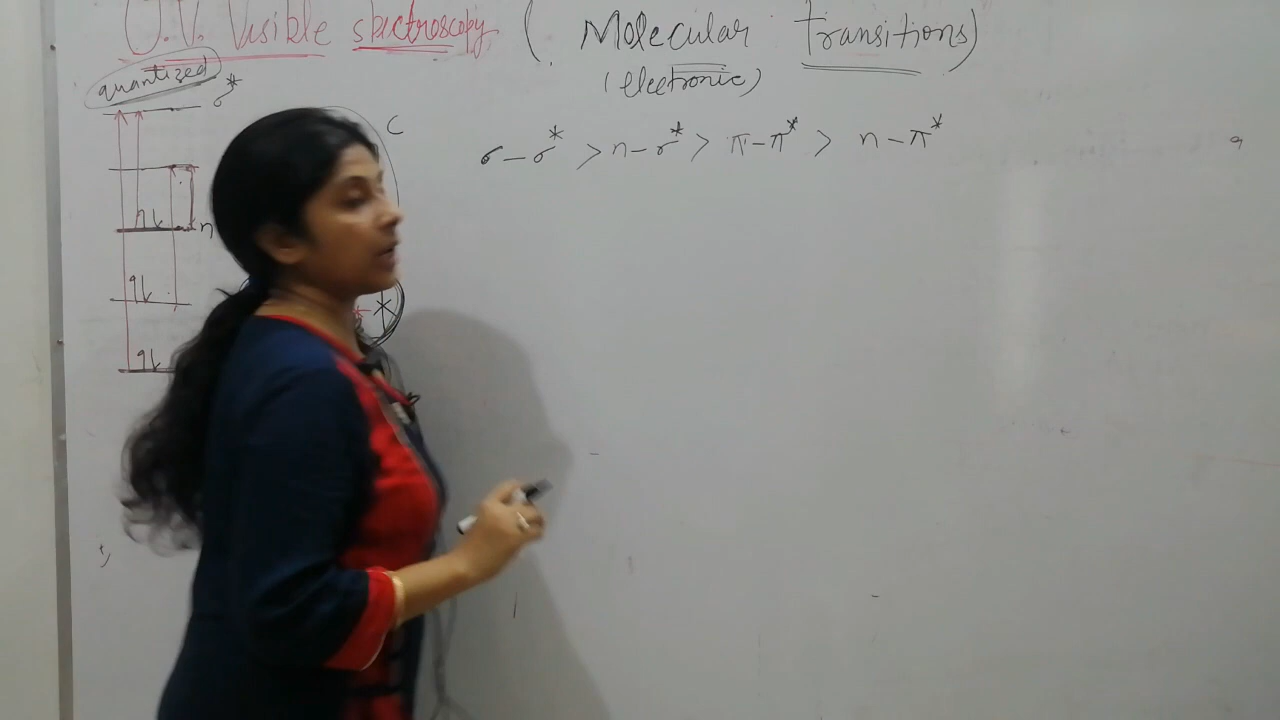 U.V. Visible spectroscopy ( Molecular transitions)
(electronic)
quantized
σ*
C
σ-σ* > n-σ* > π-π* > n-π*
n